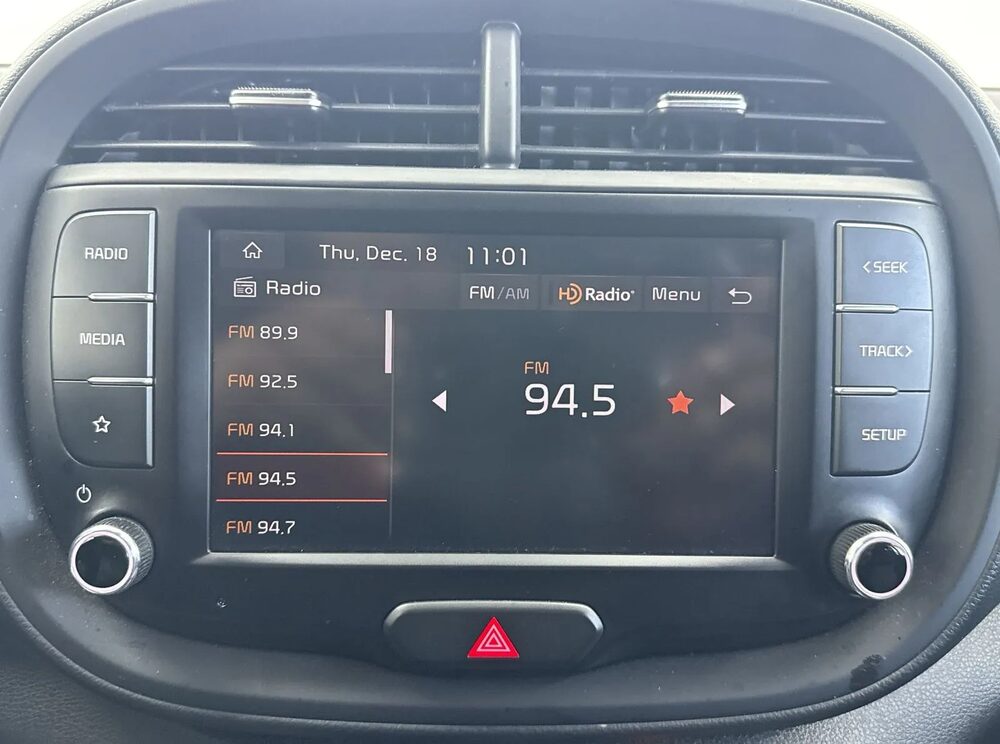 RADIO
MEDIA
Thu, Dec. 18 11:01
Radio
FM/AM HD Radio® Menu
FM 89.9
FM 92.5
FM 94.1
FM 94.5
FM 94.7
FM
94.5
<SEEK
TRACK>
SETUP